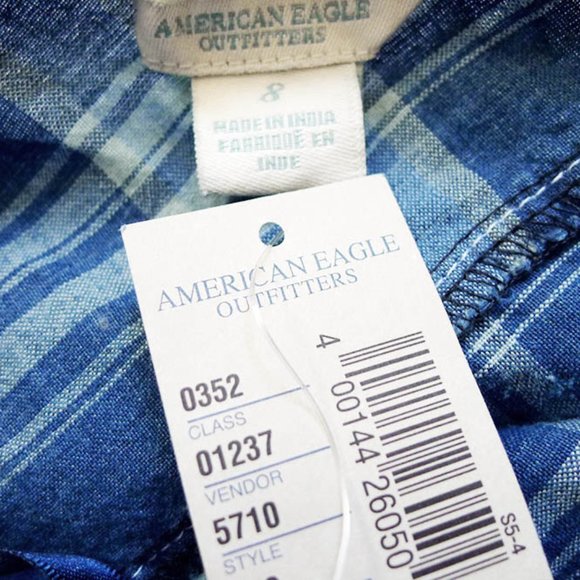 AMERICAN EAGLE
OUTFITTERS
8
MADE IN INDIA
FABRIQUÉ EN
INDE
AMERICAN EAGLE
OUTFITTERS
0352
CLASS
01237
VENDOR
5710
STYLE
4 00144 26050
S5-4